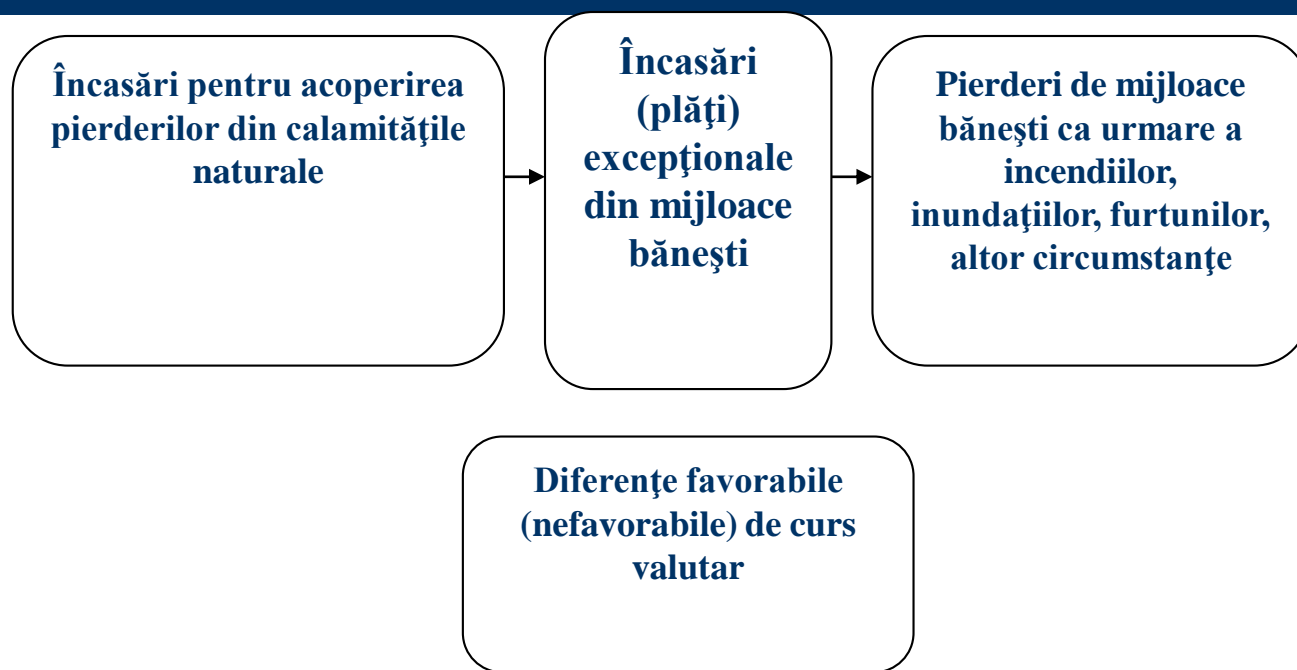 Încasări pentru acoperirea
pierderilor din calamităţile
naturale
Încasări
(plăţi)
excepţionale
din mijloace
băneşti
Pierderi de mijloace
băneşti ca urmare a
incendiilor,
inundaţiilor, furtunilor,
altor circumstanţe
Diferenţe favorabile
(nefavorabile) de curs
valutar